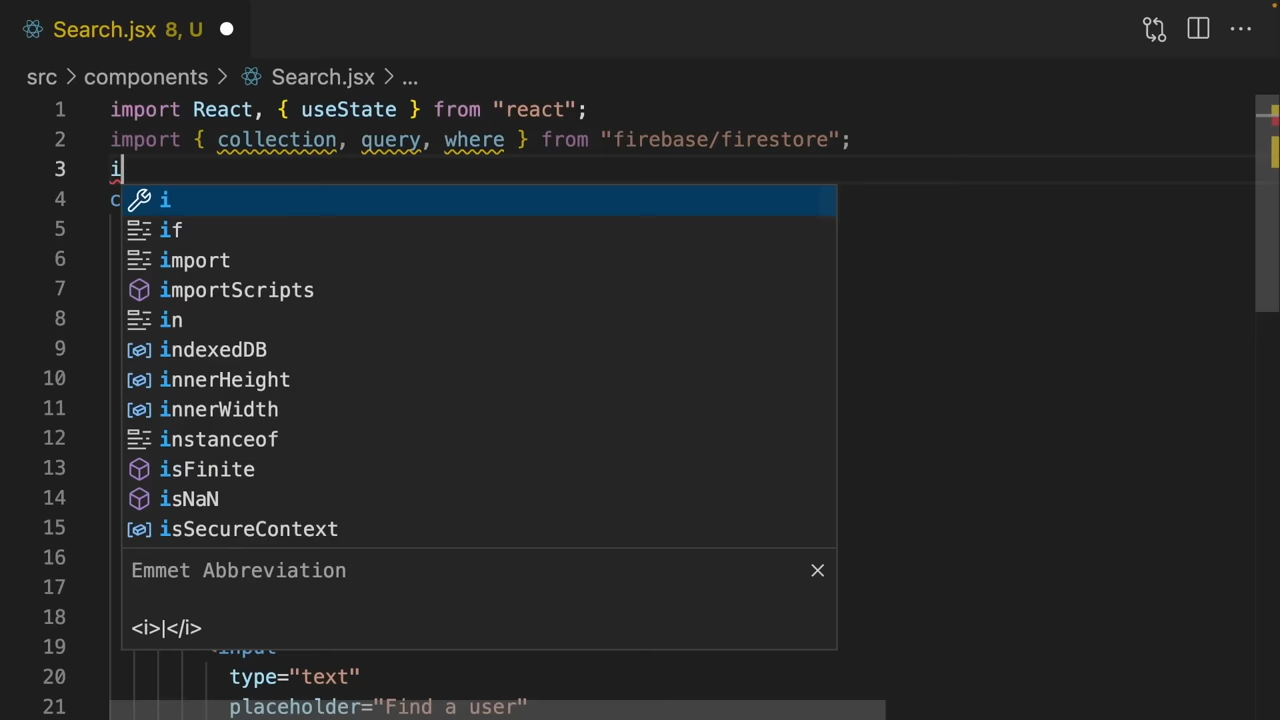 Search.jsx 8, U
src > components > Search.jsx > ...
1 import React, { useState } from "react";
2 import { collection, query, where } from "firebase/firestore";
3 i
4 c
i
5 if
6 import
7 importScripts
8 in
9 indexedDB
10 innerHeight
11 innerWidth
12 instanceof
13 isFinite
14 isNaN
15 isSecureContext
16
Emmet Abbreviation
17
18 <i>|</i>
19 <input
20 type="text"
21 placeholder="Find a user"